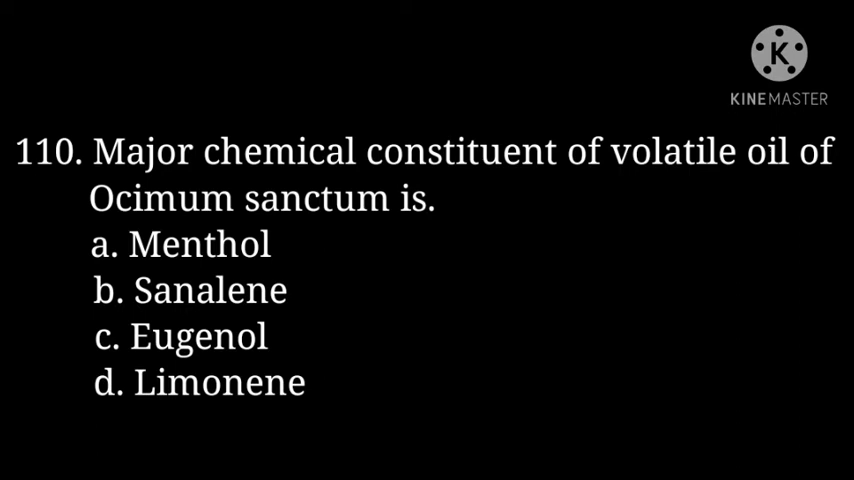 K
KINEMASTER
110. Major chemical constituent of volatile oil of
Ocimum sanctum is.
a. Menthol
b. Sanalene
c. Eugenol
d. Limonene